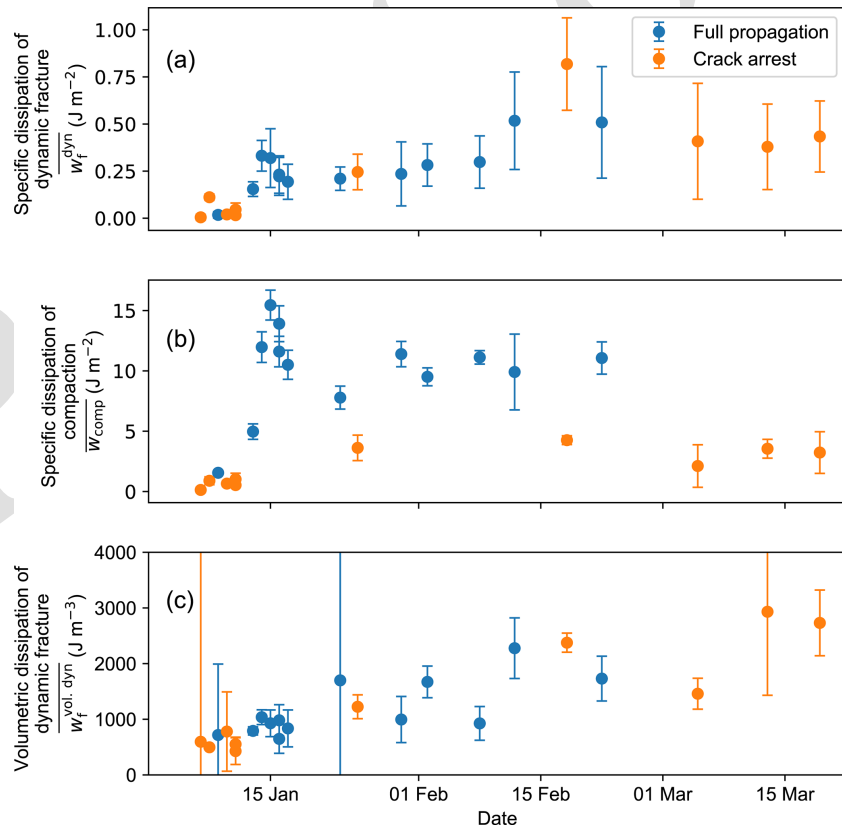 Specific dissipation of
dynamic fracture
w_f^dyn (J m−2)
1.00
0.75
0.50
0.25
0.00
(a)
Full propagation
Crack arrest
Specific dissipation of
compaction
w_comp (J m−2)
15
10
5
0
(b)
Volumetric dissipation of
dynamic fracture
w_f^vol. dyn (J m−3)
4000
3000
2000
1000
0
(c)
15 Jan
01 Feb
15 Feb
01 Mar
15 Mar
Date